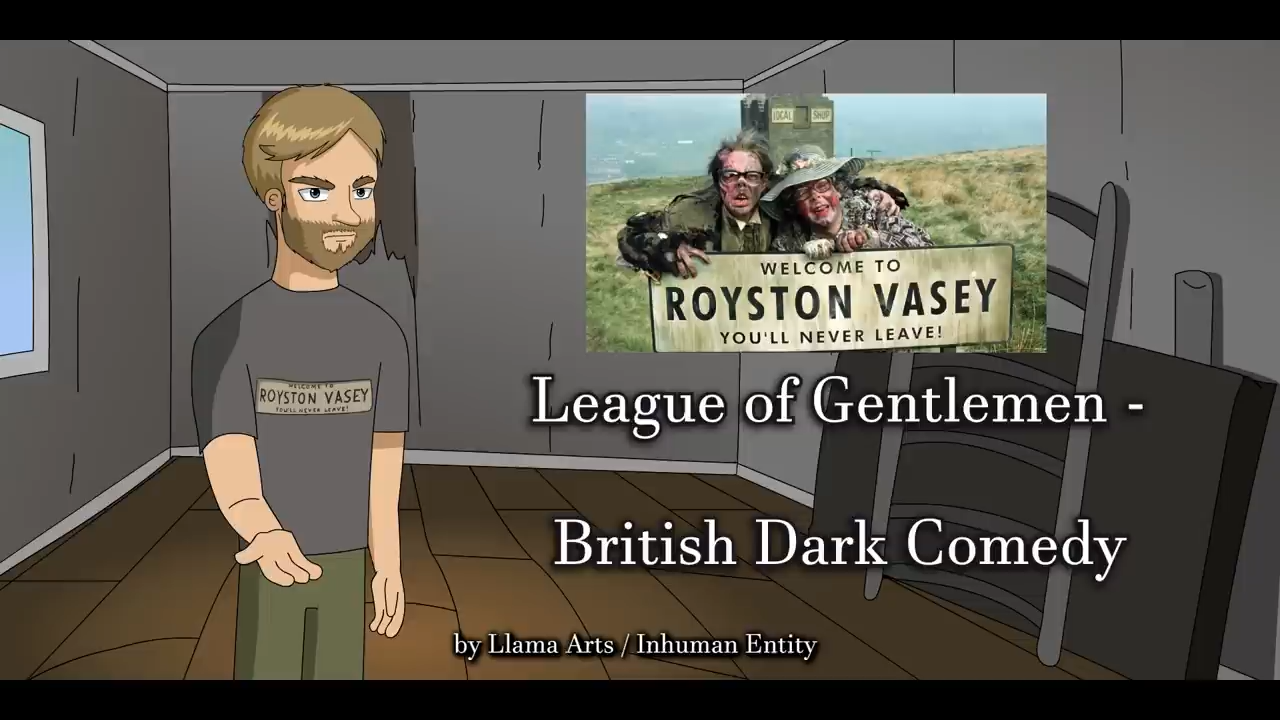 LOCAL SHOP
WELCOME TO
ROYSTON VASEY
YOU'LL NEVER LEAVE!
WELCOME TO
ROYSTON VASEY
YOU'LL NEVER LEAVE!
League of Gentlemen -
British Dark Comedy
by Llama Arts / Inhuman Entity